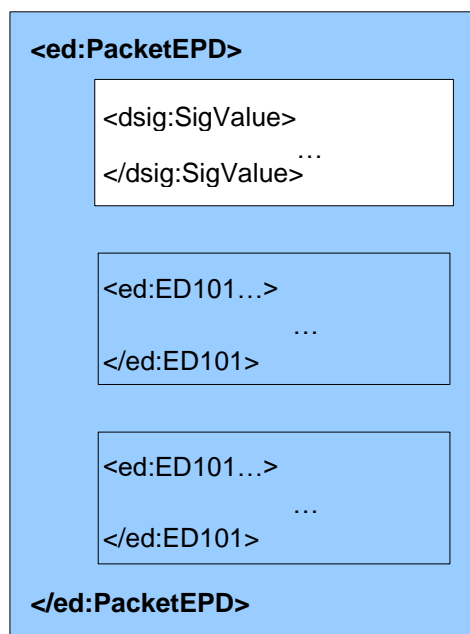 <ed:PacketEPD>
<dsig:SigValue>
…
</dsig:SigValue>
<ed:ED101…>
…
</ed:ED101>
<ed:ED101…>
…
</ed:ED101>
</ed:PacketEPD>